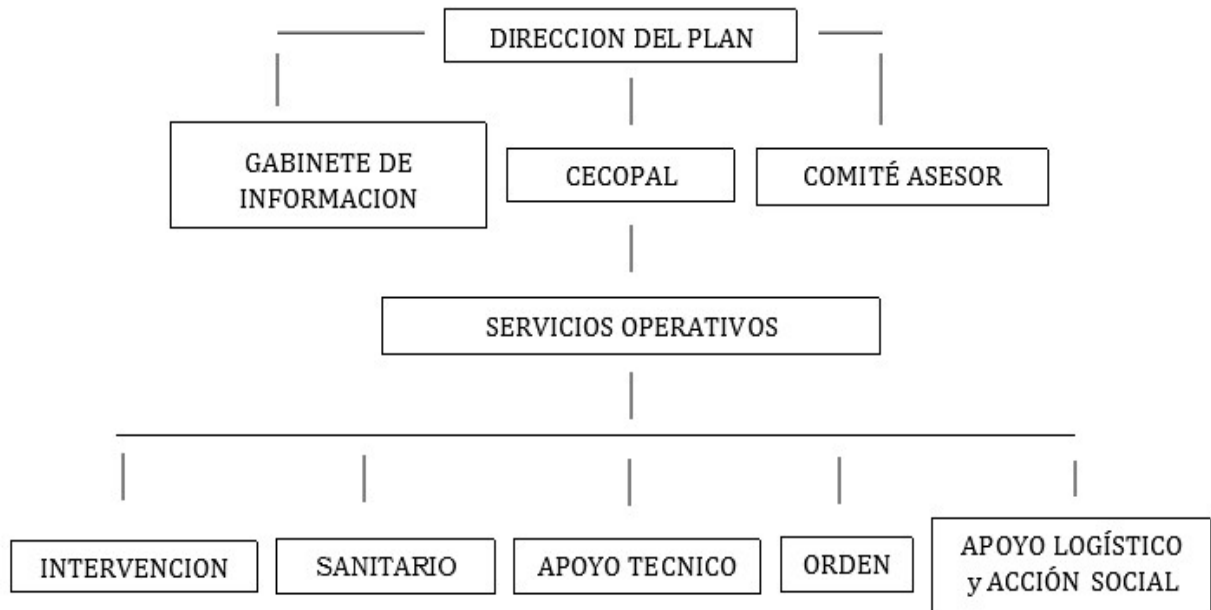 DIRECCION DEL PLAN
GABINETE DE
INFORMACION
CECOPAL
COMITÉ ASESOR
SERVICIOS OPERATIVOS
INTERVENCION
SANITARIO
APOYO TECNICO
ORDEN
APOYO LOGÍSTICO
y ACCIÓN SOCIAL